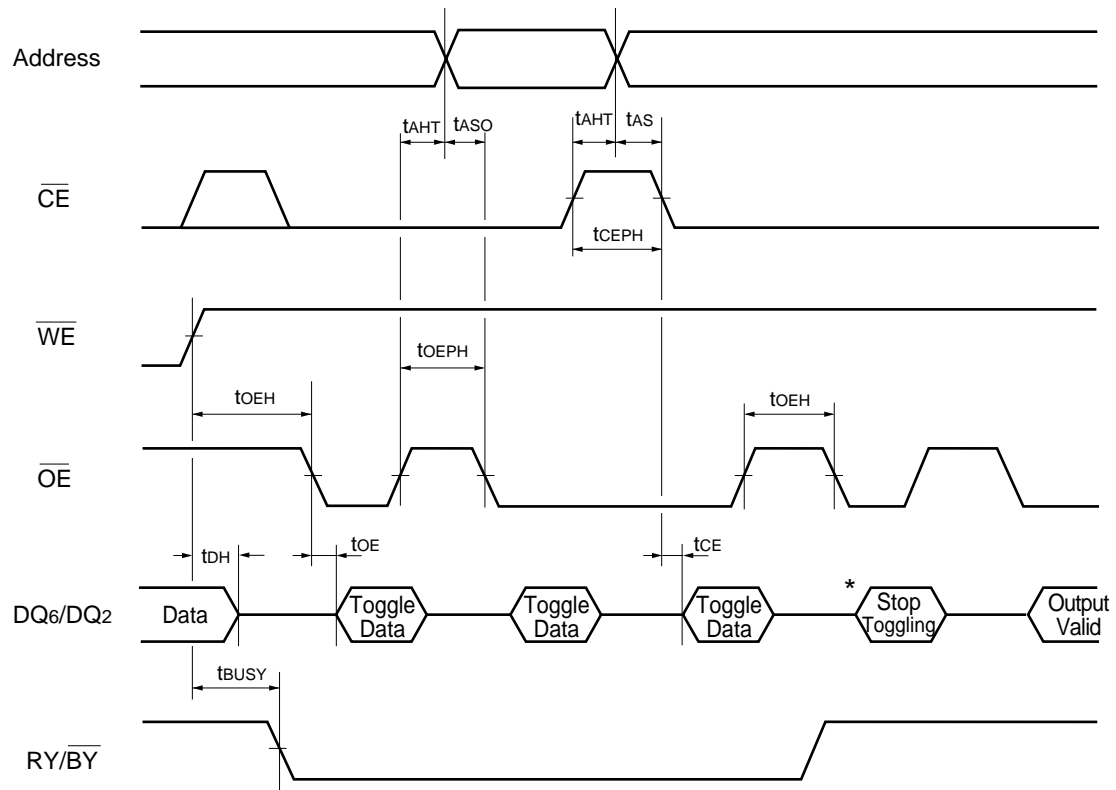 Address
tAHT tASO tAHT tAS
CE
tCEPH
WE
tOEPH
tOEH tOEH
OE
tDH tOE tCE
*
DQ6/DQ2 Data Toggle Data Toggle Data Toggle Data Stop Toggling Output Valid
tBUSY
RY/BY